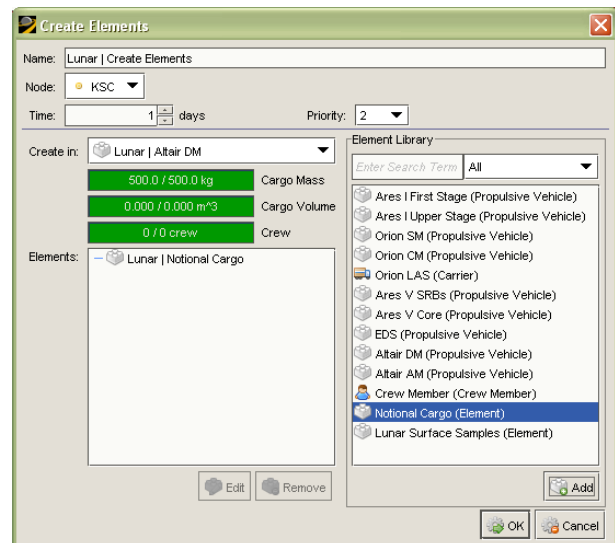 Create Elements
Name: Lunar | Create Elements
Node: KSC
Time: 1 days Priority: 2
Create in: Lunar | Altair DM
500.0 / 500.0 kg Cargo Mass
0.000 / 0.000 m^3 Cargo Volume
0 / 0 crew Crew
Elements: Lunar | Notional Cargo
Edit Remove
Element Library
Enter Search Term All
Ares I First Stage (Propulsive Vehicle)
Ares I Upper Stage (Propulsive Vehicle)
Orion SM (Propulsive Vehicle)
Orion CM (Propulsive Vehicle)
Orion LAS (Carrier)
Ares V SRBs (Propulsive Vehicle)
Ares V Core (Propulsive Vehicle)
EDS (Propulsive Vehicle)
Altair DM (Propulsive Vehicle)
Altair AM (Propulsive Vehicle)
Crew Member (Crew Member)
Notional Cargo (Element)
Lunar Surface Samples (Element)
Add
OK Cancel